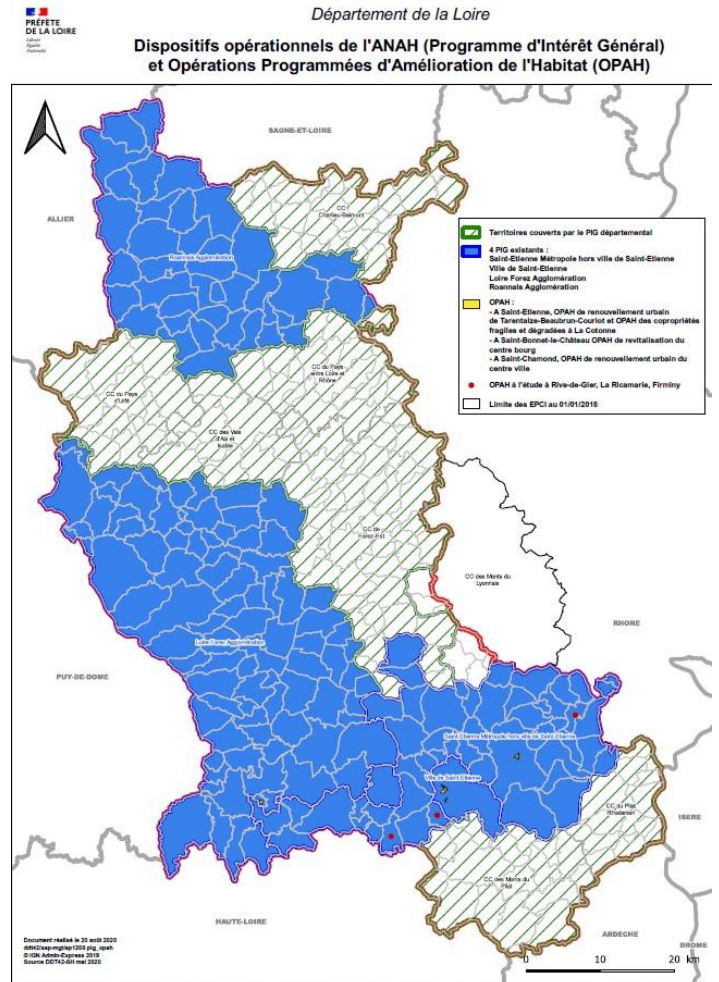 PRÉFÈTE
DE LA LOIRE
Liberté
Égalité
Fraternité
Département de la Loire
Dispositifs opérationnels de l'ANAH (Programme d'Intérêt Général)
et Opérations Programmées d'Amélioration de l'Habitat (OPAH)
SAONE-ET-LOIRE
ALLIER
CC
Charlieu-Belmont
Roannais Agglomération
Territoires couverts par le PIG départemental
4 PIG existants :
Saint-Etienne Métropole hors ville de Saint-Etienne
Ville de Saint-Etienne
Loire Forez Agglomération
Roannais Agglomération
OPAH :
- A Saint-Etienne, OPAH de renouvellement urbain
de Tarentaize-Beaubrun-Couriot et OPAH des copropriétés
fragiles et dégradées à La Cotonne
- A Saint-Bonnet-le-Château OPAH de revitalisation du
centre bourg
- A Saint-Chamond, OPAH de renouvellement urbain du
centre ville
OPAH à l'étude à Rive-de-Gier, La Ricamarie, Firminy
Limite des EPCI au 01/01/2018
CC du Pays
entre Loire et
Rhône
CC du Pays
d'Urfé
CC des Vals
d'Aix et
Isable
CC de
Forez-Est
CC des Monts du
Lyonnais
RHONE
Loire Forez Agglomération
PUY-DE-DOME
Saint Etienne Métropole hors ville de Saint Etienne
Ville de Saint Etienne
CC du Pilat
Rhodanien
ISERE
CC des Monts du
Pilat
HAUTE-LOIRE
ARDECHE
DROME
Document réalisé le 20 août 2020
© IGN Admin-Express 2019
Source DDT42-SH mai 2020
0 10 20 km